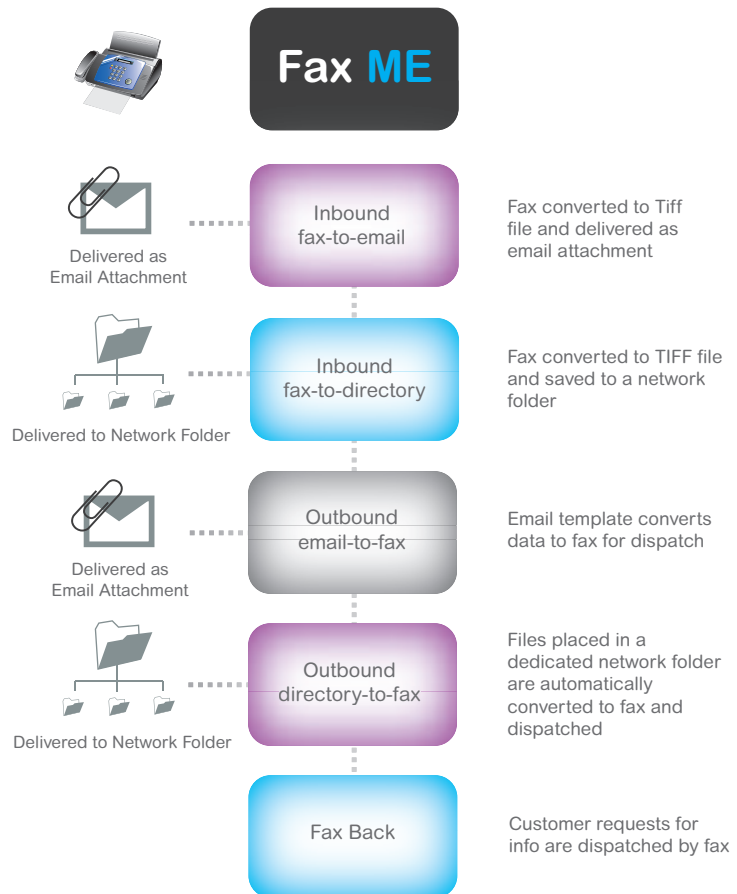 Fax ME
Delivered as
Email Attachment
Inbound
fax-to-email
Fax converted to Tiff
file and delivered as
email attachment
Delivered to Network Folder
Inbound
fax-to-directory
Fax converted to TIFF file
and saved to a network
folder
Delivered as
Email Attachment
Outbound
email-to-fax
Email template converts
data to fax for dispatch
Delivered to Network Folder
Outbound
directory-to-fax
Files placed in a
dedicated network folder
are automatically
converted to fax and
dispatched
Fax Back
Customer requests for
info are dispatched by fax